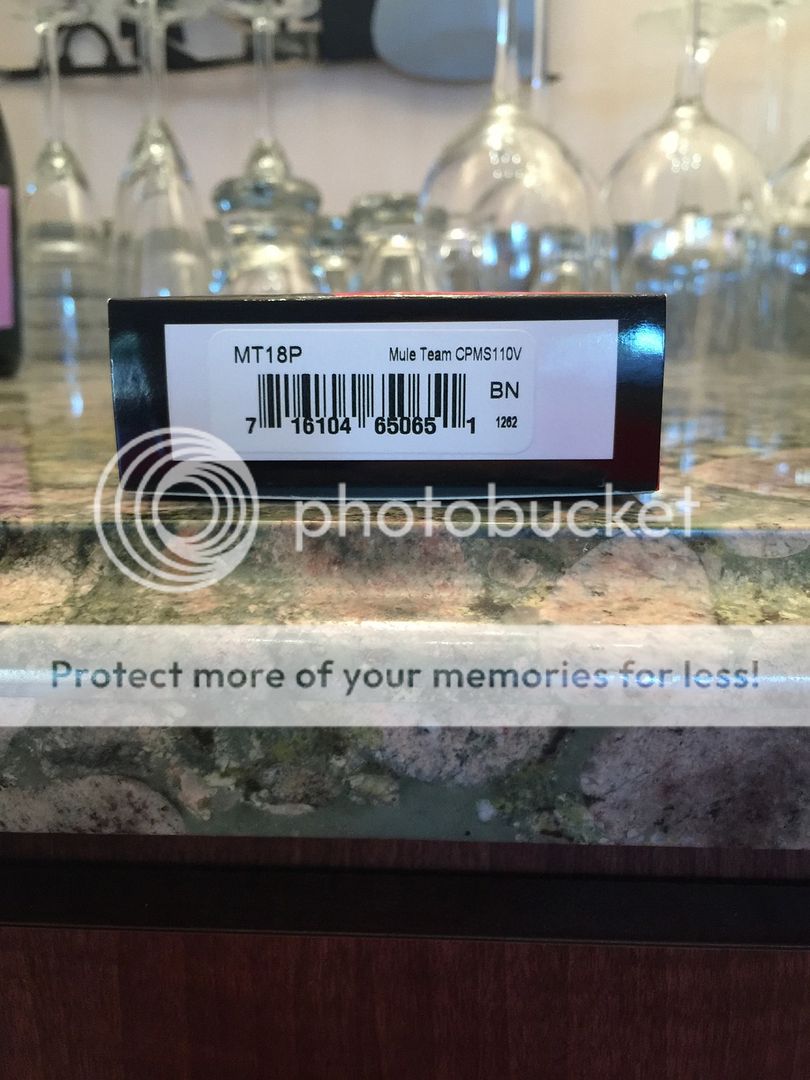 MT18P Mule Team CPMS110V
BN
7 16104 65065 1 1262
photobucket
Protect more of your memories for less!